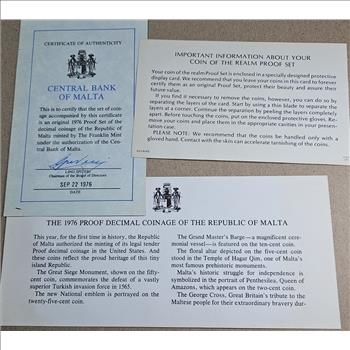 CERTIFICATE OF AUTHENTICITY
CENTRAL BANK
OF MALTA
This is to certify that the set of coin-
age accompanied by this certificate
is an original 1976 Proof Set of the
decimal coinage of the Republic of
Malta minted by The Franklin Mint
under the authorization of the Cen-
tral Bank of Malta.
Chairman of the Board of Directors
SEP 22 1976
IMPORTANT INFORMATION ABOUT YOUR
COIN OF THE REALM PROOF SET
Your coin of the realm Proof Set is enclosed in a specially designed protective
display card. We recommend that you leave your coins in this card to forever
certify them as an original Proof Set, protect their beauty and assure their
future value.
If you find it necessary to remove the coins, however, you can do so by
separating the layers of the card. Start by using a thin blade to separate the
layers at a corner. Continue the separation by peeling the layers completely
apart. Before touching the coins, put on the enclosed protective gloves. Re-
move your coins and place them in the appropriate cavities in your presen-
tation case.
PLEASE NOTE: We recommend that the coins be handled only with a
gloved hand. Contact with the skin can accelerate tarnishing of the coins.
THE 1976 PROOF DECIMAL COINAGE OF THE REPUBLIC OF MALTA
This year, for the first time in history, the Republic
of Malta authorized the minting of its legal tender
Proof decimal coinage in the United States. And
these coins reflect the proud heritage of this tiny
island Republic.
The Great Siege Monument, shown on the fifty-
cent coin, commemorates the defeat of a vastly
superior Turkish invasion force in 1565.
The new National emblem is portrayed on the
twenty-five-cent coin.
The Grand Master's Barge—a magnificent cere-
monial vessel—is featured on the ten-cent coin.
The floral altar depicted on the five-cent coin
stood in the Temple of Hagar Qim, one of Malta's
most famous prehistoric monuments.
Malta's historic struggle for independence is
symbolized in the portrait of Penthesilea, Queen of
Amazons, which appears on the two-cent coin.
The George Cross, Great Britain's tribute to the
Maltese people for their extraordinary bravery dur-